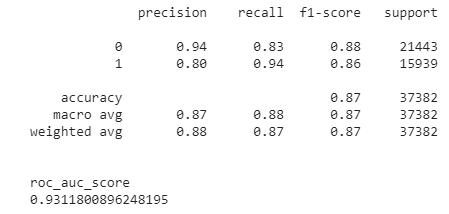 precision recall f1-score support
0 0.94 0.83 0.88 21443
1 0.80 0.94 0.86 15939
accuracy 0.87 37382
macro avg 0.87 0.88 0.87 37382
weighted avg 0.88 0.87 0.87 37382
roc_auc_score
0.9311800896248195